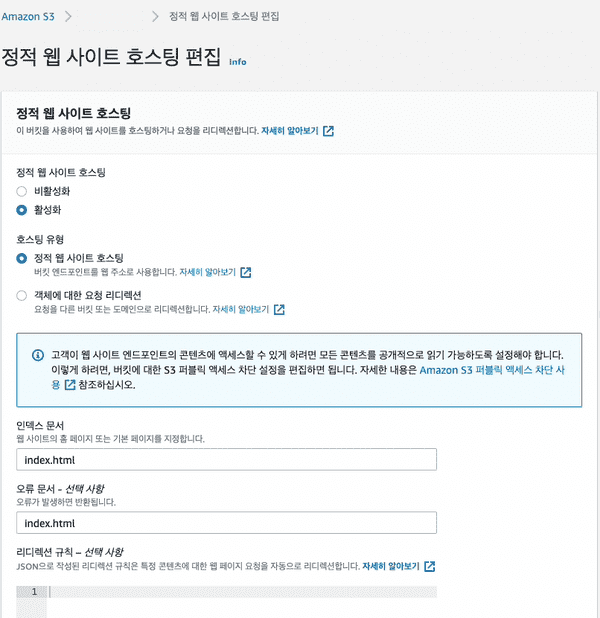 Amazon S3
정적 웹 사이트 호스팅 편집
정적 웹 사이트 호스팅 편집 Info
정적 웹 사이트 호스팅
이 버킷을 사용하여 웹 사이트를 호스팅하거나 요청을 리디렉션합니다. 자세히 알아보기
정적 웹 사이트 호스팅
비활성화
활성화
호스팅 유형
정적 웹 사이트 호스팅
버킷 엔드포인트를 웹 주소로 사용합니다. 자세히 알아보기
객체에 대한 요청 리디렉션
요청을 다른 버킷 또는 도메인으로 리디렉션합니다. 자세히 알아보기
고객이 웹 사이트 엔드포인트의 콘텐츠에 액세스할 수 있게 하려면 모든 콘텐츠를 공개적으로 읽기 가능하도록 설정해야 합니다.
이렇게 하려면, 버킷에 대한 S3 퍼블릭 액세스 차단 설정을 편집하면 됩니다. 자세한 내용은 Amazon S3 퍼블릭 액세스 차단 사
용 참조하십시오.
인덱스 문서
웹 사이트의 홈 페이지 또는 기본 페이지를 지정합니다.
index.html
오류 문서 - 선택 사항
오류가 발생하면 반환됩니다.
index.html
리디렉션 규칙 – 선택 사항
JSON으로 작성된 리디렉션 규칙은 특정 콘텐츠에 대한 웹 페이지 요청을 자동으로 리디렉션합니다. 자세히 알아보기
1